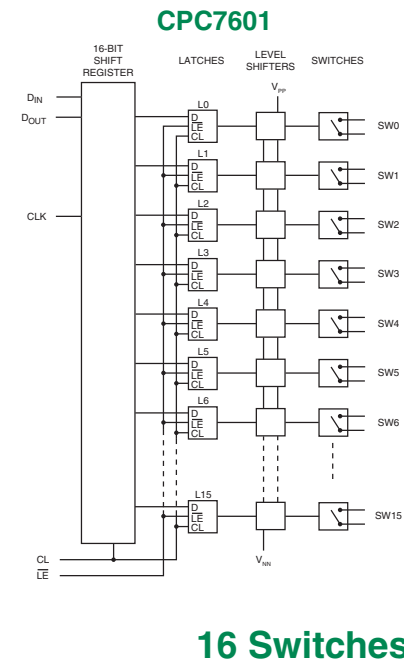 CPC7601
16-BIT
SHIFT
REGISTER
LATCHES
LEVEL
SHIFTERS
SWITCHES
VPP
DIN
DOUT
CLK
CL
LE
L0
D
LE
CL
SW0
L1
D
LE
CL
SW1
L2
D
LE
CL
SW2
L3
D
LE
CL
SW3
L4
D
LE
CL
SW4
L5
D
LE
CL
SW5
L6
D
LE
CL
SW6
L15
D
LE
CL
SW15
VNN
16 Switches